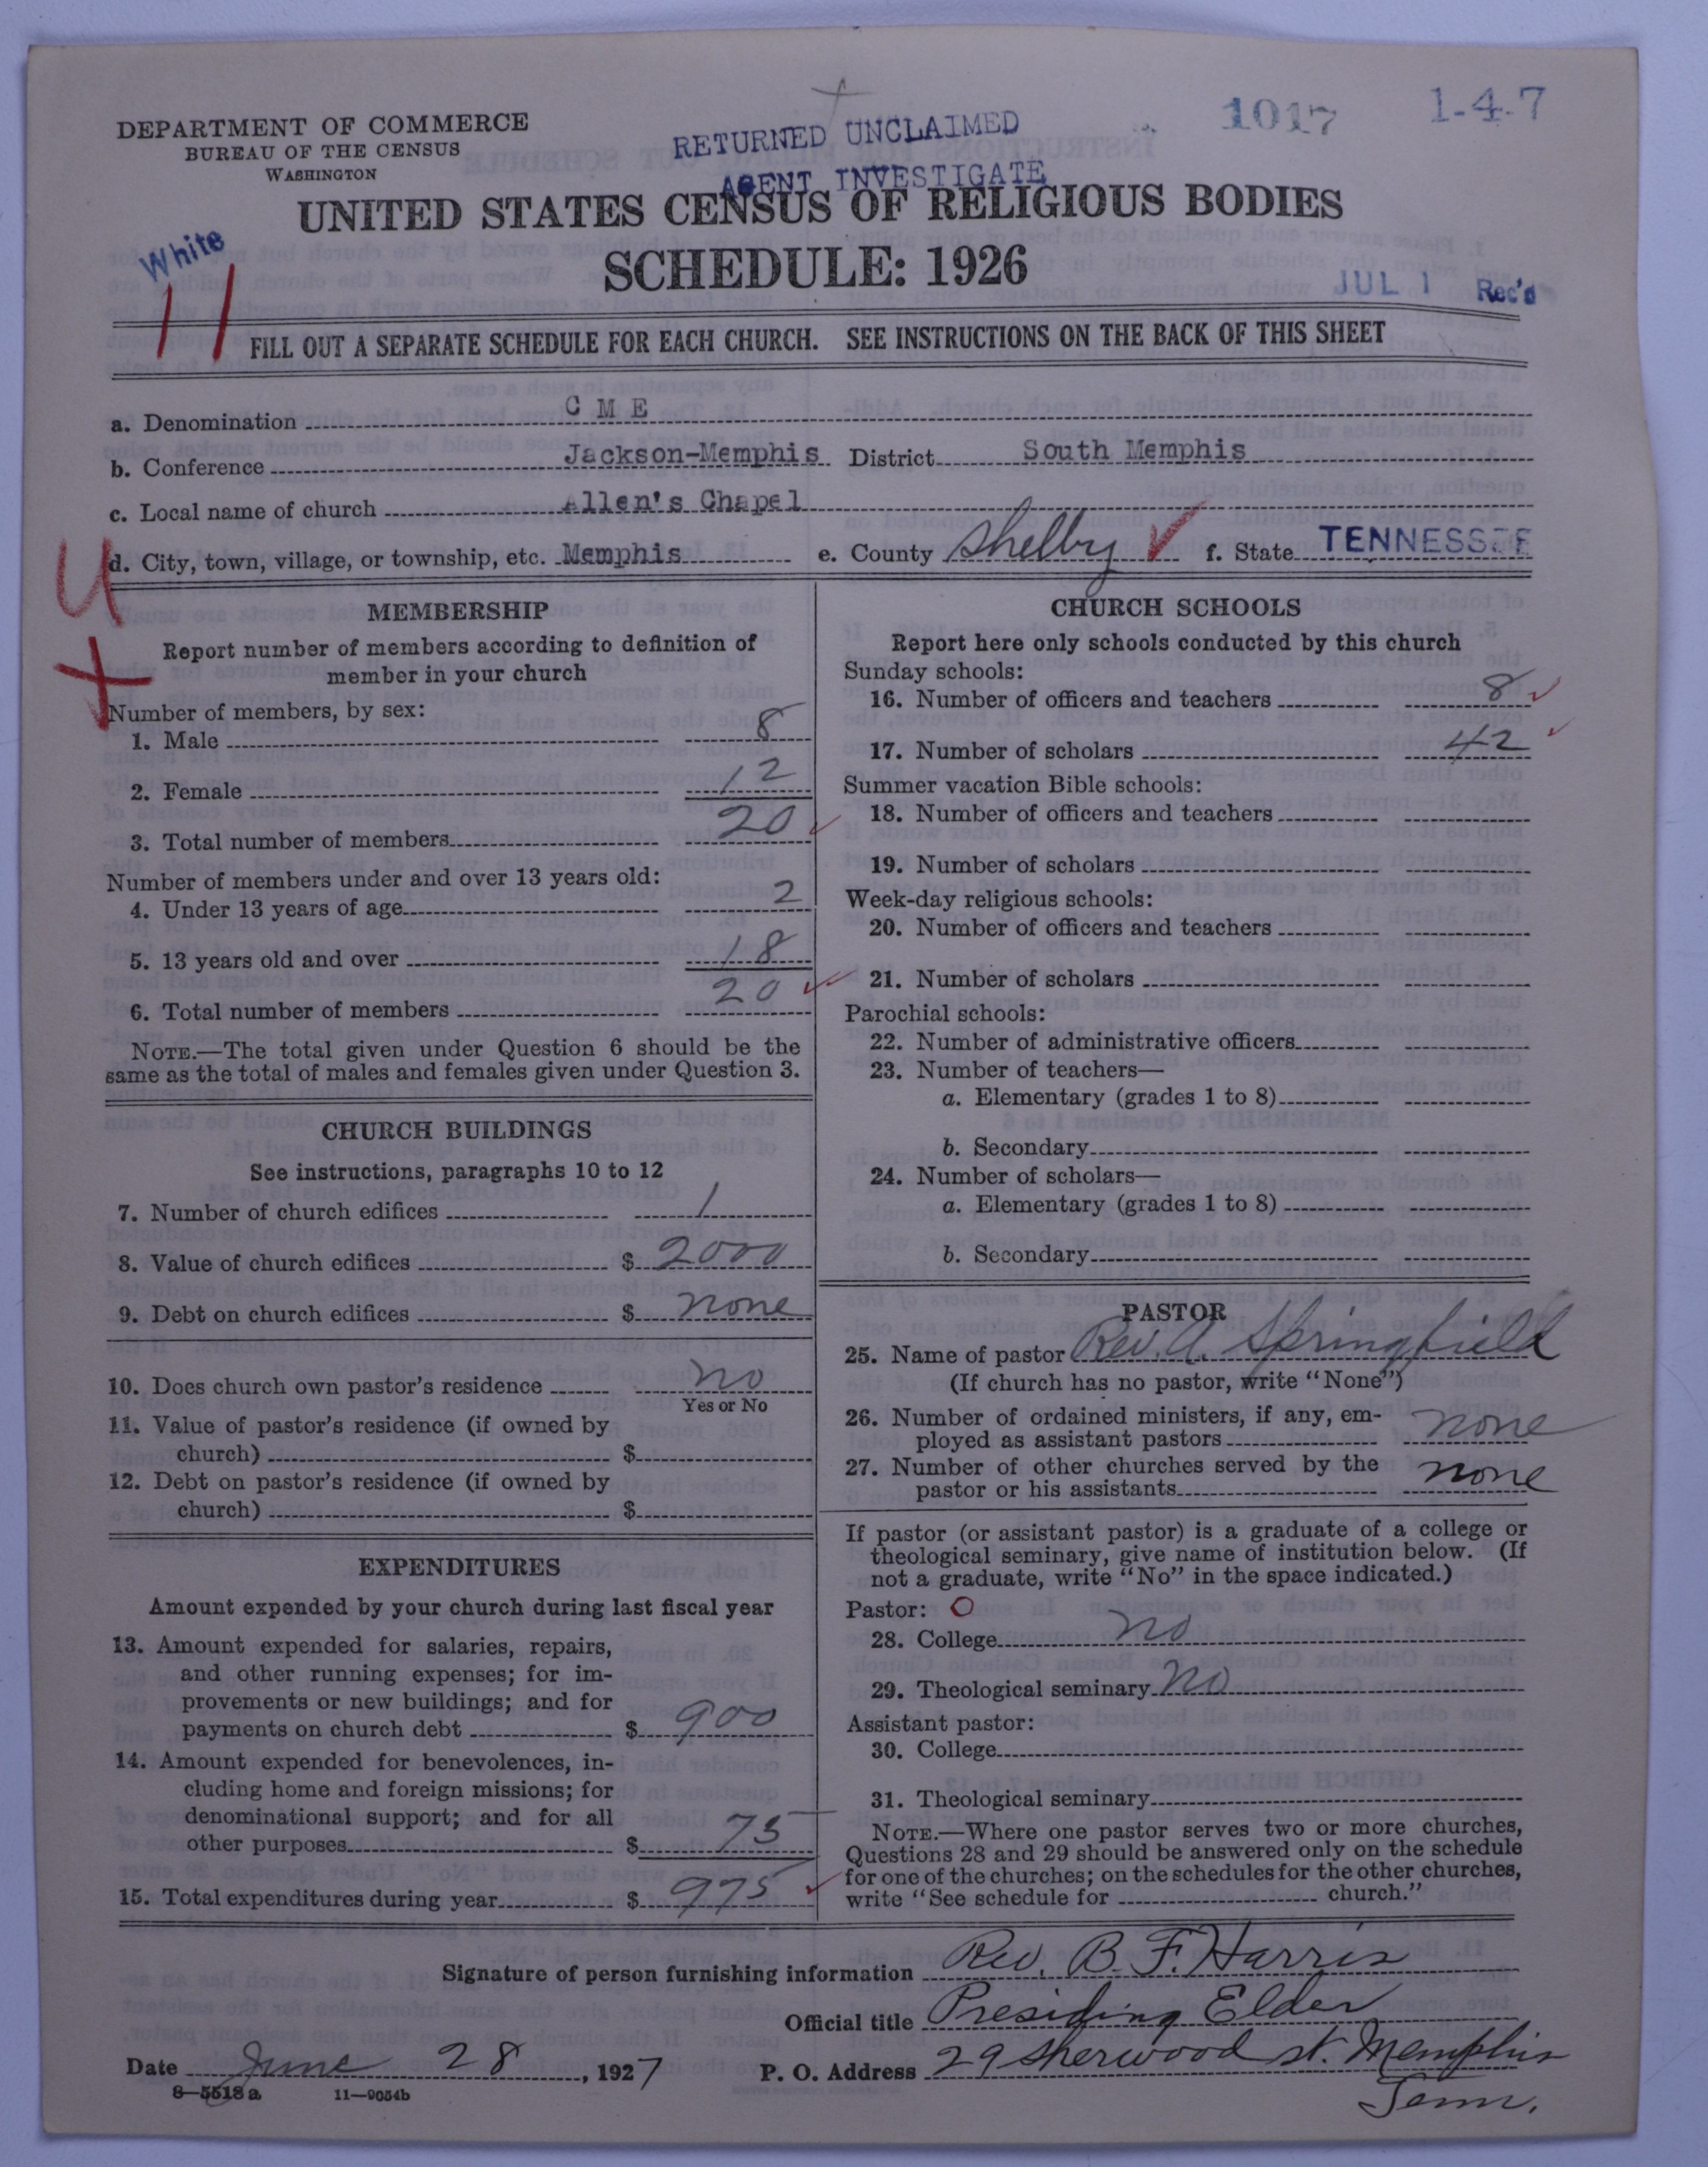 DEPARTMENT OF COMMERCE
BUREAU OF THE CENSUS
WASHINGTON
RETURNED UNCLAIMED
AGENT INVESTIGATE
1017
1-4-7
UNITED STATES CENSUS OF RELIGIOUS BODIES
SCHEDULE: 1926
White
11
JUL 1 Rec'd
FILL OUT A SEPARATE SCHEDULE FOR EACH CHURCH. SEE INSTRUCTIONS ON THE BACK OF THIS SHEET
a. Denomination C M E
b. Conference Jackson-Memphis District South Memphis
c. Local name of church Allen's Chapel
d. City, town, village, or township, etc. Memphis e. County Shelby f. State TENNESSEE
MEMBERSHIP
Report number of members according to definition of
member in your church
Number of members, by sex:
1. Male 8
2. Female 12
3. Total number of members 20
Number of members under and over 13 years old:
4. Under 13 years of age 2
5. 13 years old and over 18
6. Total number of members 20
NOTE.—The total given under Question 6 should be the
same as the total of males and females given under Question 3.
CHURCH BUILDINGS
See instructions, paragraphs 10 to 12
7. Number of church edifices 1
8. Value of church edifices $ 2000
9. Debt on church edifices $ none
10. Does church own pastor's residence no
Yes or No
11. Value of pastor's residence (if owned by
church) $
12. Debt on pastor's residence (if owned by
church) $
EXPENDITURES
Amount expended by your church during last fiscal year
13. Amount expended for salaries, repairs,
and other running expenses; for im-
provements or new buildings; and for
payments on church debt $ 900
14. Amount expended for benevolences, in-
cluding home and foreign missions; for
denominational support; and for all
other purposes $ 75
15. Total expenditures during year $ 975
CHURCH SCHOOLS
Report here only schools conducted by this church
Sunday schools:
16. Number of officers and teachers 8
17. Number of scholars 42
Summer vacation Bible schools:
18. Number of officers and teachers
19. Number of scholars
Week-day religious schools:
20. Number of officers and teachers
21. Number of scholars
Parochial schools:
22. Number of administrative officers
23. Number of teachers—
a. Elementary (grades 1 to 8)
b. Secondary
24. Number of scholars—
a. Elementary (grades 1 to 8)
b. Secondary
PASTOR
25. Name of pastor Rev. A. Springfield
(If church has no pastor, write "None")
26. Number of ordained ministers, if any, em-
ployed as assistant pastors none
27. Number of other churches served by the
pastor or his assistants none
If pastor (or assistant pastor) is a graduate of a college or
theological seminary, give name of institution below. (If
not a graduate, write "No" in the space indicated.)
Pastor: O
28. College no
29. Theological seminary no
Assistant pastor:
30. College
31. Theological seminary
NOTE.—Where one pastor serves two or more churches,
Questions 28 and 29 should be answered only on the schedule
for one of the churches; on the schedules for the other churches,
write "See schedule for church."
Signature of person furnishing information Rev. B. F. Harris
Official title Presiding Elder
Date June 28, 1927 P. O. Address 29 Sherwood st. Memphis
Tenn.
8—5518 a 11—9054b